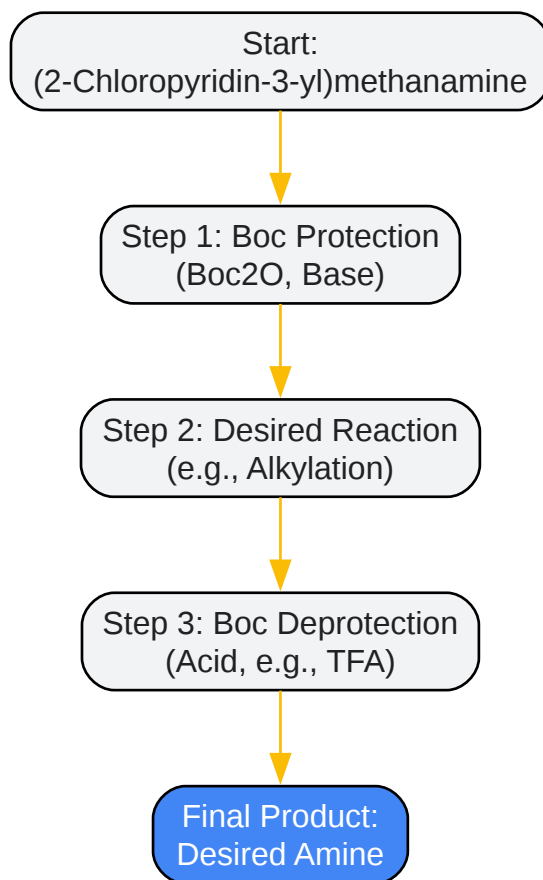 Start:
(2-Chloropyridin-3-yl)methanamine
Step 1: Boc Protection
(Boc2O, Base)
Step 2: Desired Reaction
(e.g., Alkylation)
Step 3: Boc Deprotection
(Acid, e.g., TFA)
Final Product:
Desired Amine